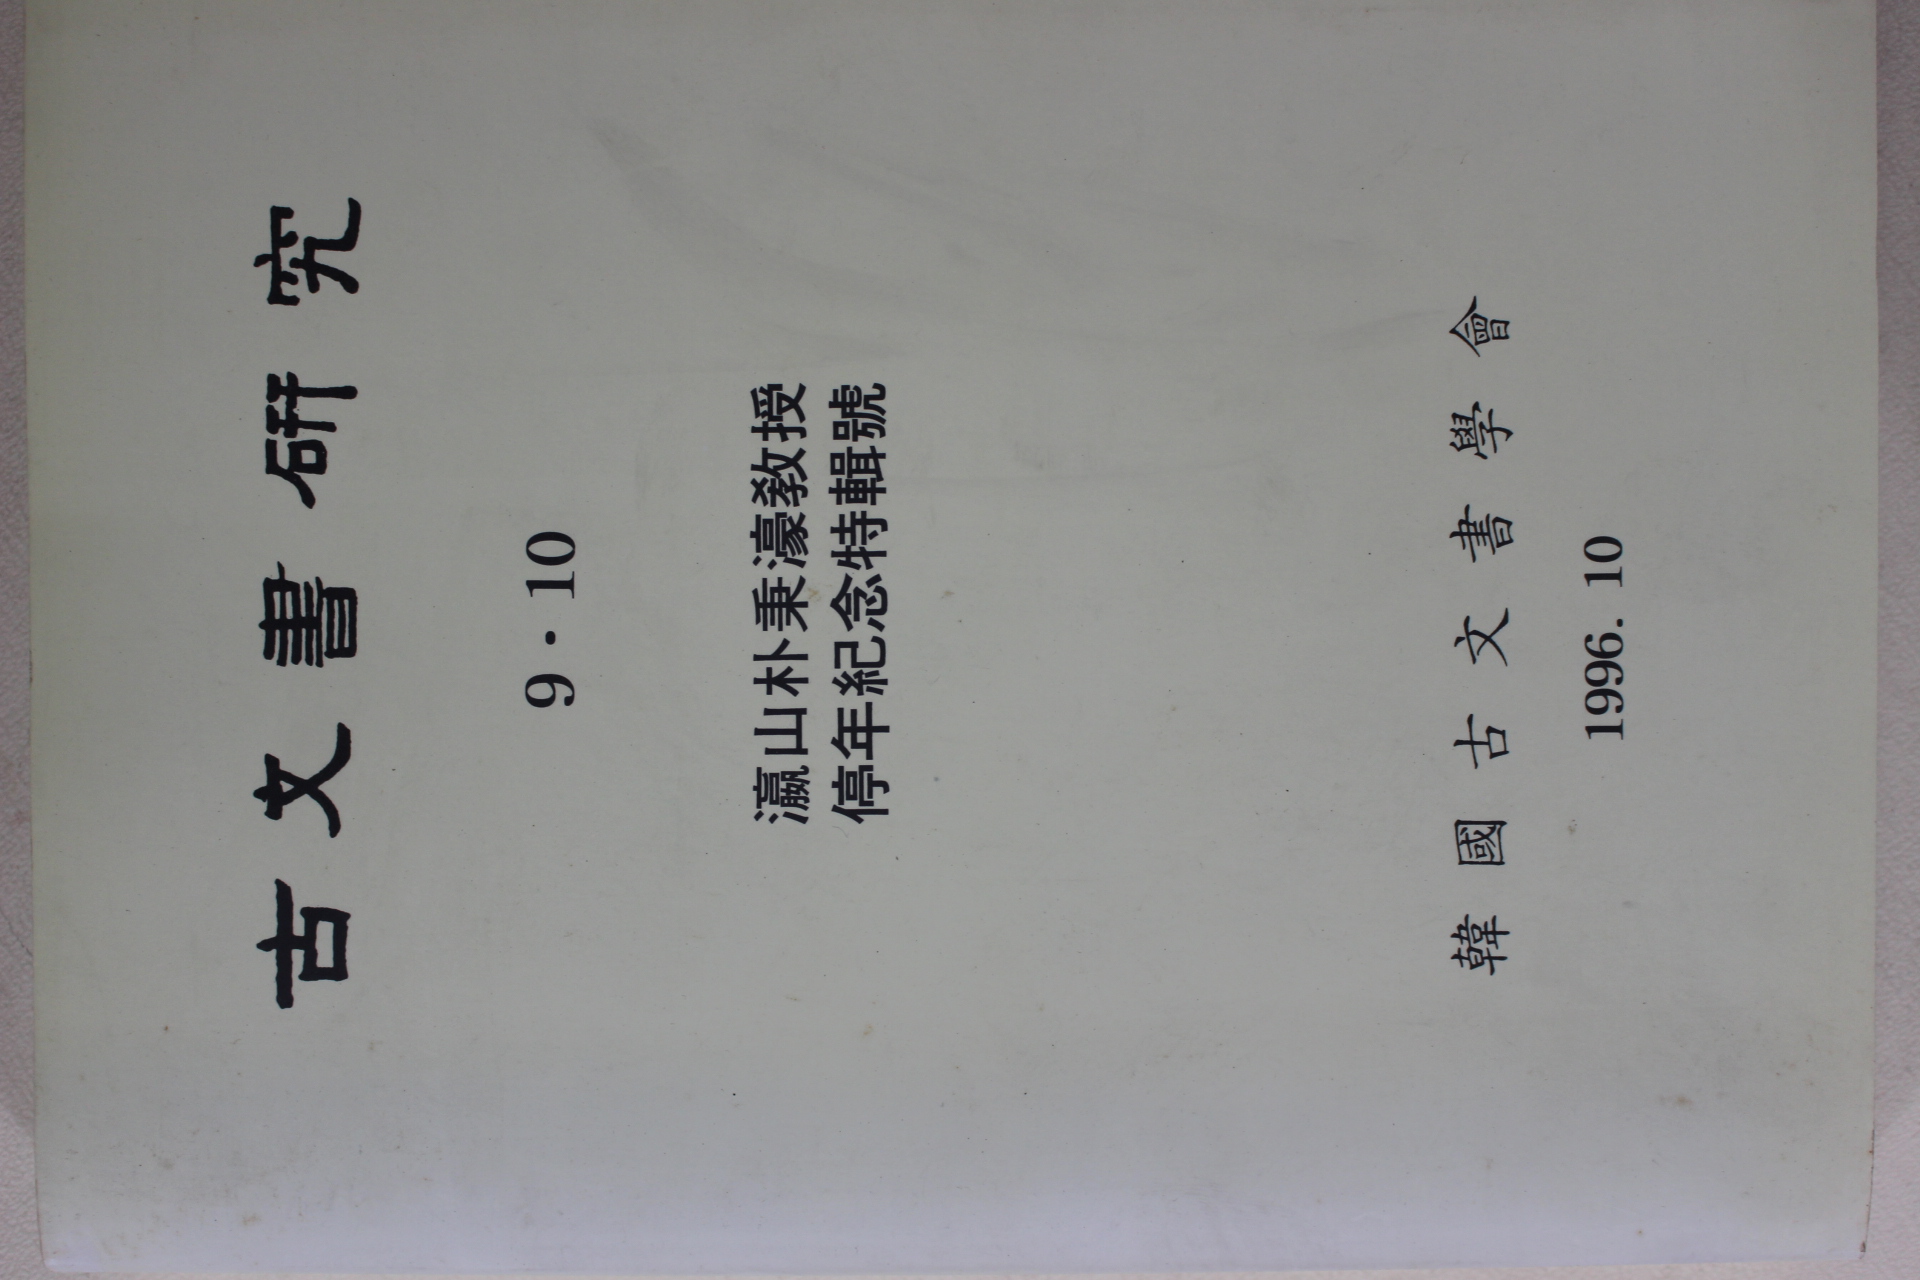 古文書研究
9·10
瀛山朴秉濠教授
停年紀念特輯號
韓國古文書學會
1996. 10